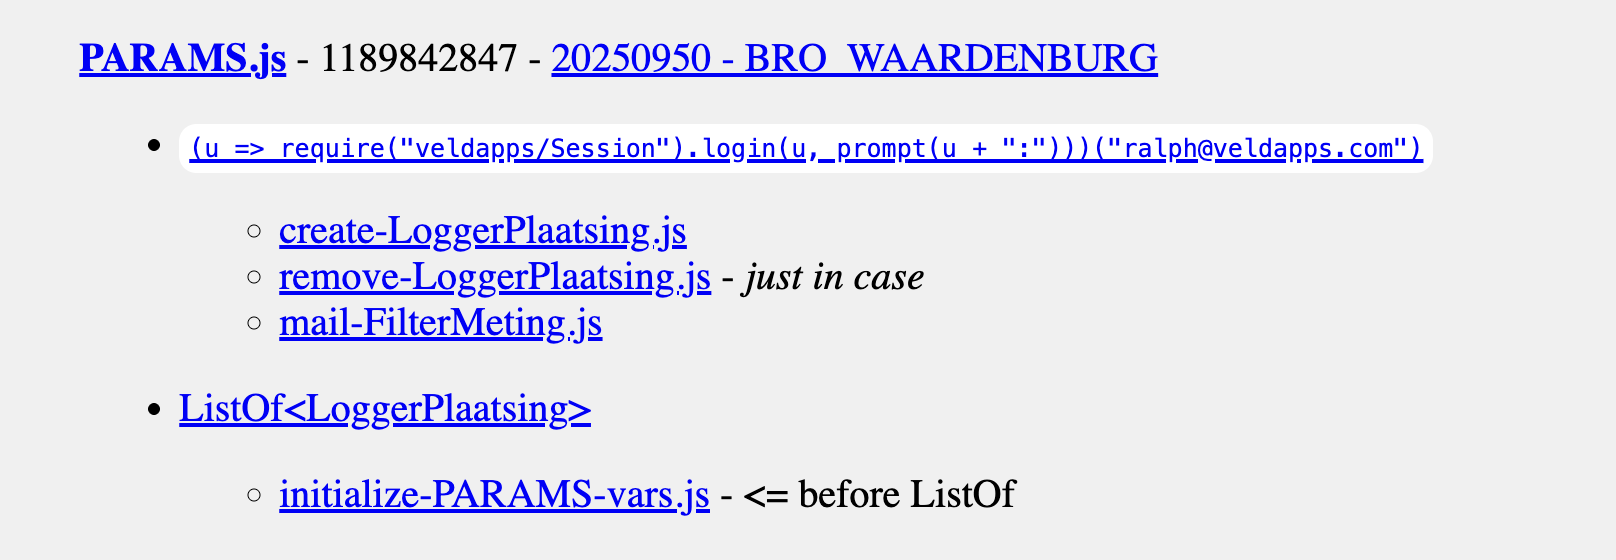 PARAMS.js - 1189842847 - 20250950 - BRO_WAARDENBURG
(u => require("veldapps/Session").login(u, prompt(u + ":")))("ralph@veldapps.com")
create-LoggerPlaatsing.js
remove-LoggerPlaatsing.js - just in case
mail-FilterMeting.js
ListOf<LoggerPlaatsing>
initialize-PARAMS-vars.js - <= before ListOf